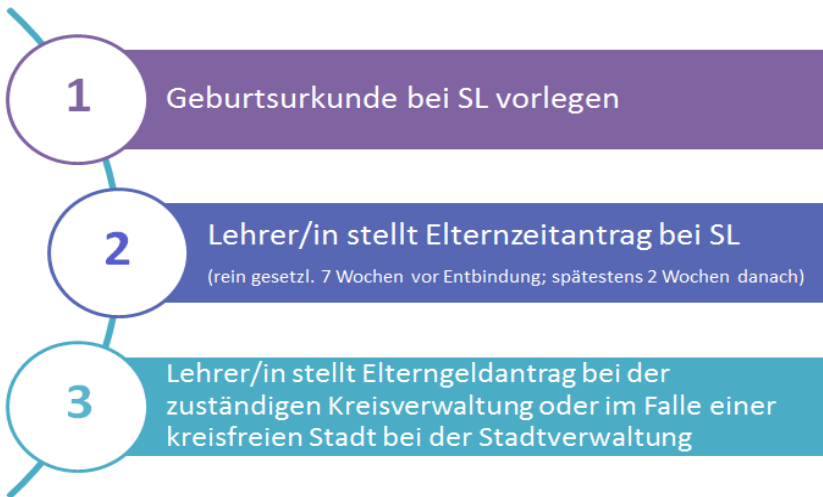 1
Geburtsurkunde bei SL vorlegen
2
Lehrer/in stellt Elternzeitantrag bei SL
(rein gesetzl. 7 Wochen vor Entbindung; spätestens 2 Wochen danach)
3
Lehrer/in stellt Elterngeldantrag bei der
zuständigen Kreisverwaltung oder im Falle einer
kreisfreien Stadt bei der Stadtverwaltung